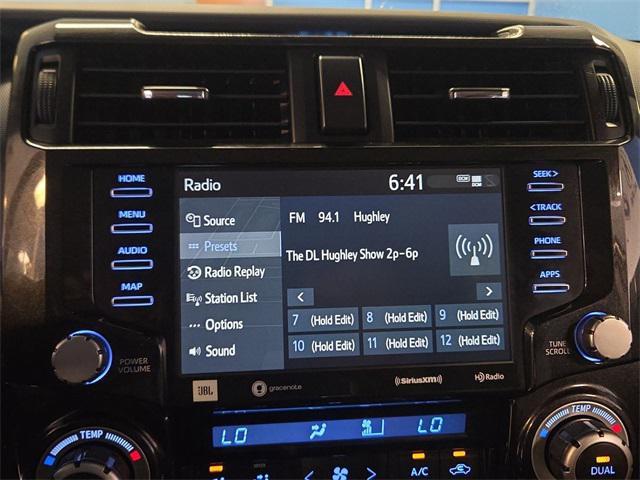 HOME
MENU
AUDIO
MAP
POWER
VOLUME
Radio
6:41
DCM
DCM
Source
Presets
Radio Replay
Station List
Options
Sound
FM 94.1 Hughley
The DL Hughley Show 2p-6p
< >
7 (Hold Edit) 8 (Hold Edit) 9 (Hold Edit)
10 (Hold Edit) 11 (Hold Edit) 12 (Hold Edit)
JBL
gracenote
SiriusXM
HD Radio
SEEK >
< TRACK
PHONE
APPS
TUNE
SCROLL
TEMP
LO LO
< >
A/C
TEMP
DUAL